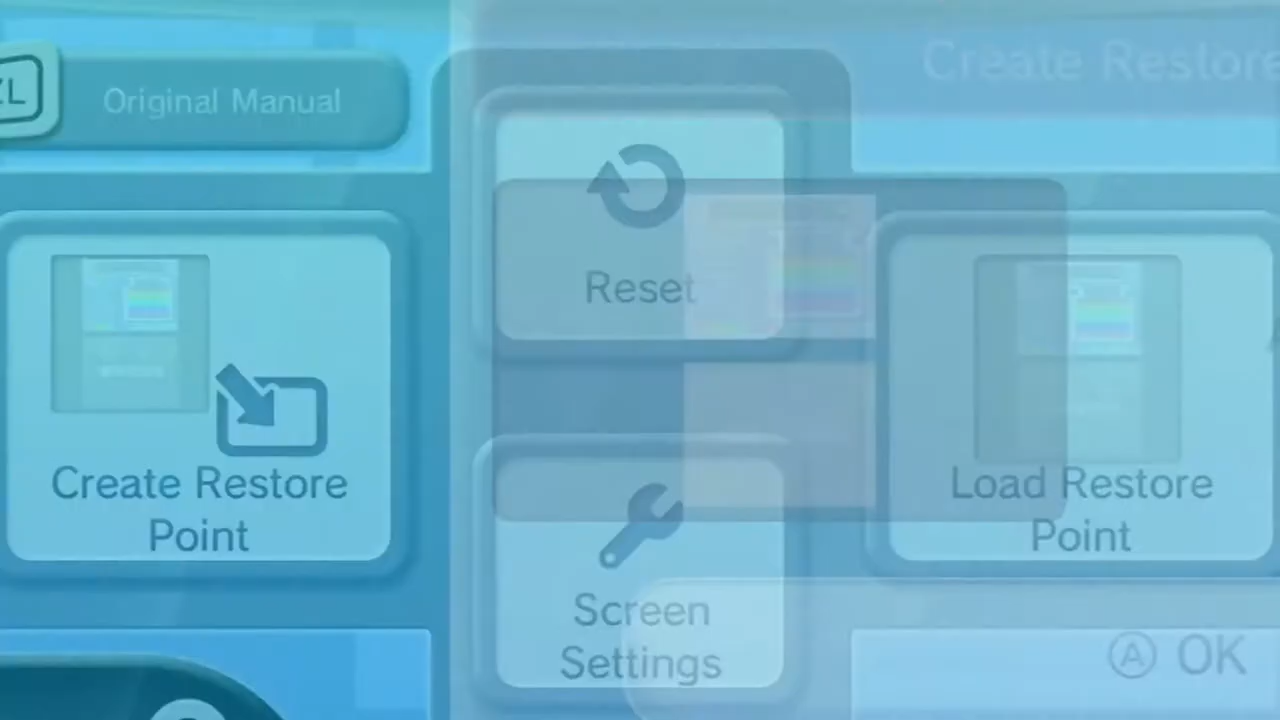 ZL
Original Manual
Create Restore
Reset
Create Restore
Point
Load Restore
Point
Screen
Settings
Ⓐ OK